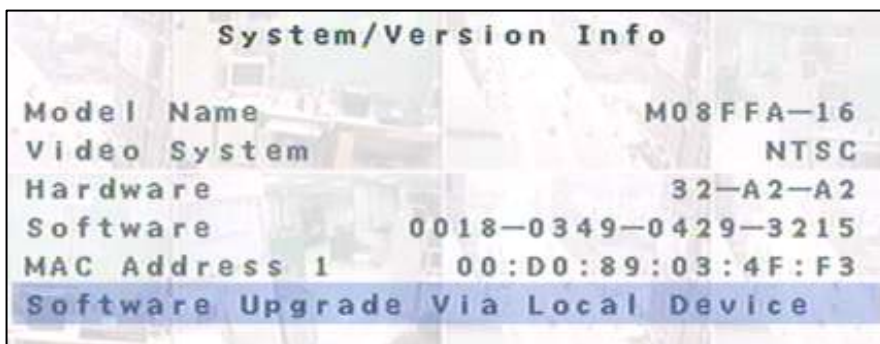 System/Version Info
Model Name M08FFA-16
Video System NTSC
Hardware 32-A2-A2
Software 0018-0349-0429-3215
MAC Address 1 00:D0:89:03:4F:F3
Software Upgrade Via Local Device